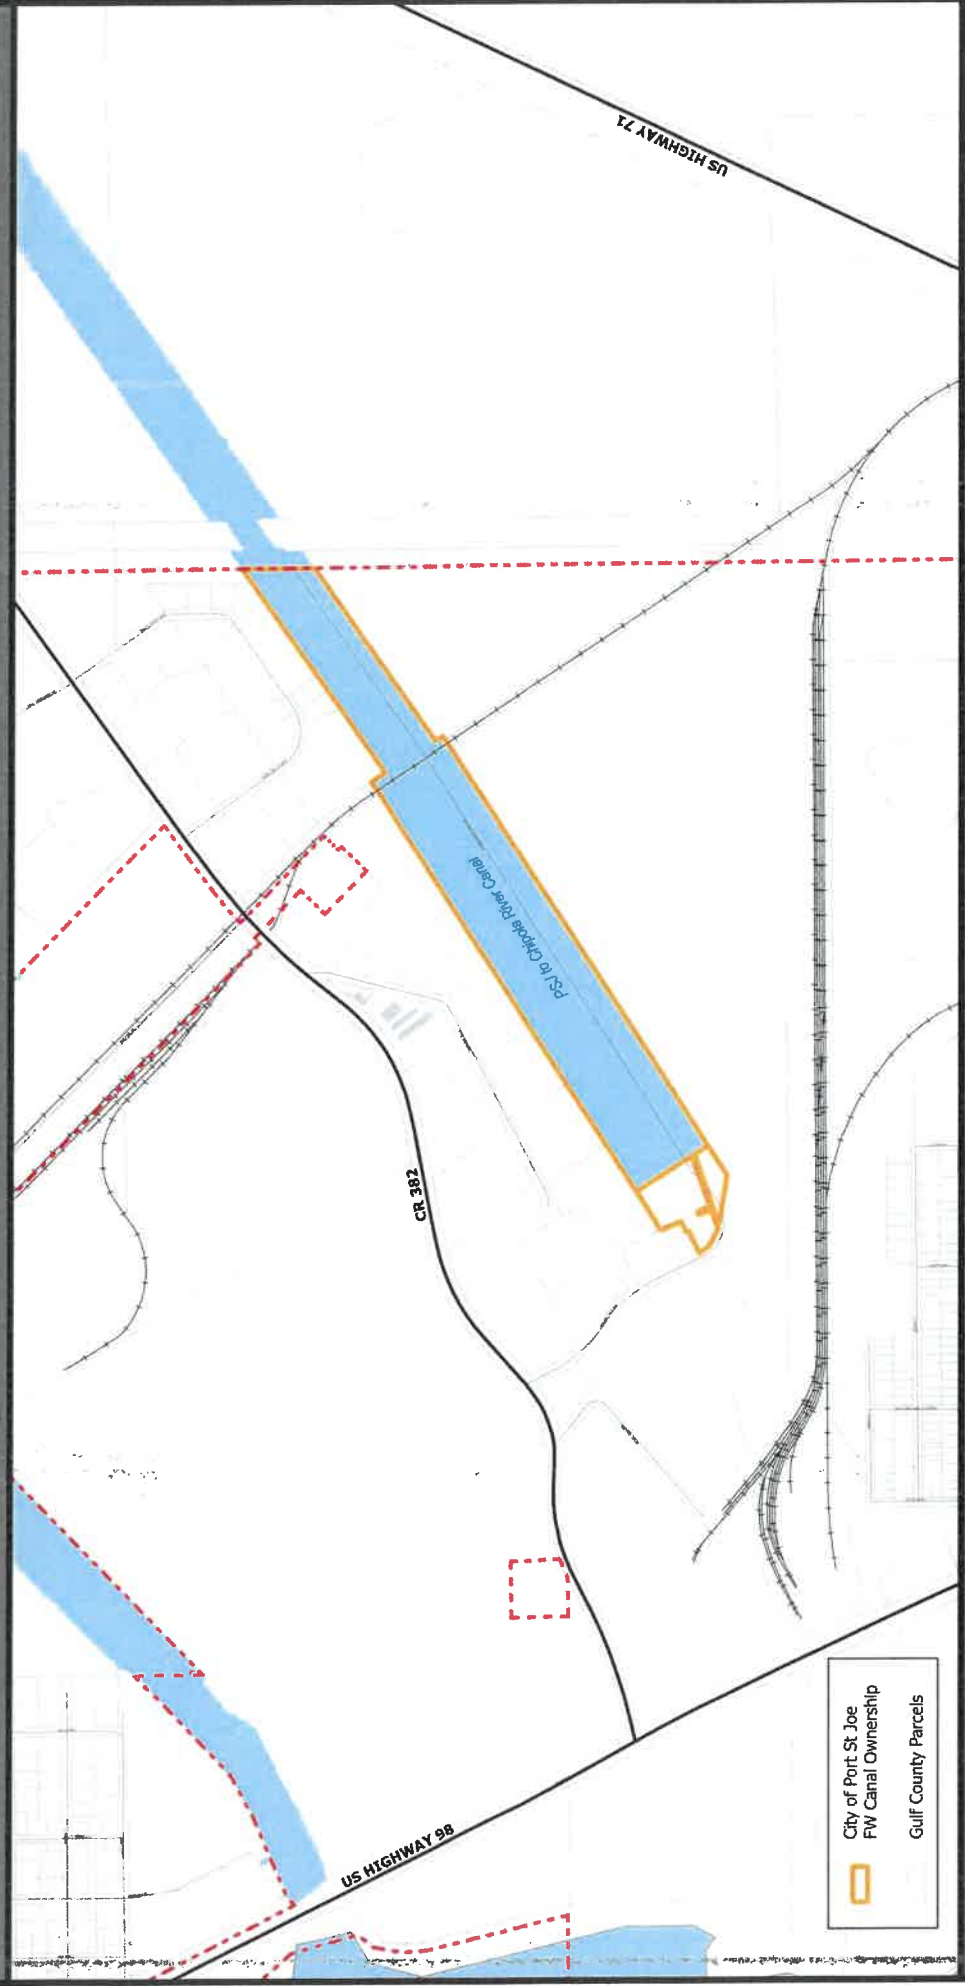 US HIGHWAY 71
PSJ to Chipola River Canal
CR 382
US HIGHWAY 98
City of Port St Joe
FW Canal Ownership
Gulf County Parcels